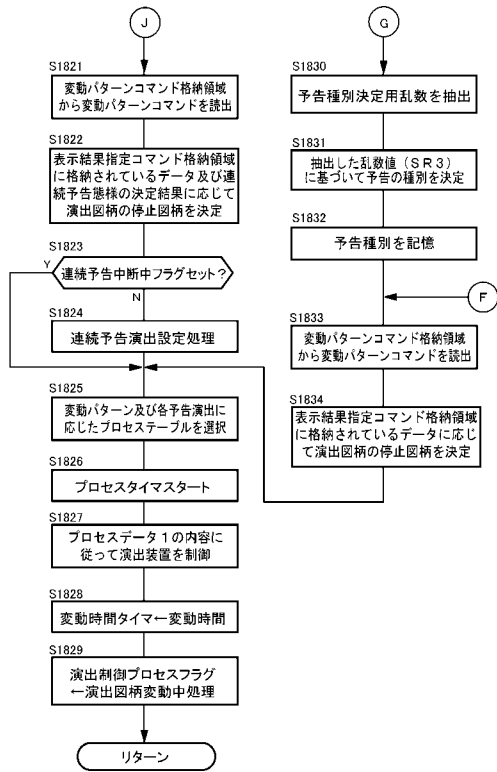 J
S1821
変動パターンコマンド格納領域
から変動パターンコマンドを読出
S1822
表示結果指定コマンド格納領域
に格納されているデータ及び連
続予告態様の決定結果に応じて
演出図柄の停止図柄を決定
S1823
連続予告中断中フラグセット?
Y
N
S1824
連続予告演出設定処理
S1825
変動パターン及び各予告演出に
応じたプロセステーブルを選択
S1826
プロセスタイマスタート
S1827
プロセスデータ1の内容に
従って演出装置を制御
S1828
変動時間タイマ←変動時間
S1829
演出制御プロセスフラグ
←演出図柄変動中処理
リターン
G
S1830
予告種別決定用乱数を抽出
S1831
抽出した乱数値(SR3)
に基づいて予告の種別を決定
S1832
予告種別を記憶
F
S1833
変動パターンコマンド格納領域
から変動パターンコマンドを読出
S1834
表示結果指定コマンド格納領域
に格納されているデータに応じ
て演出図柄の停止図柄を決定